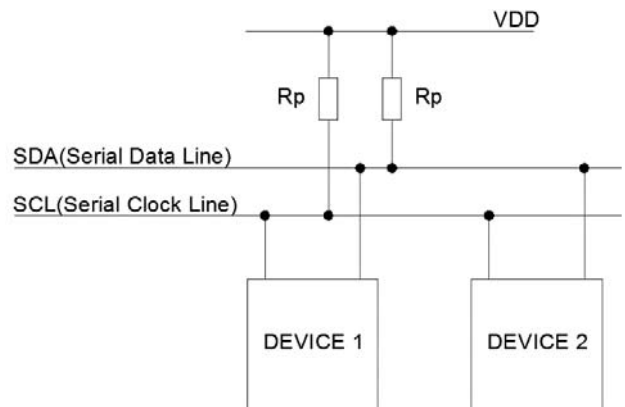 VDD
Rp
Rp
SDA(Serial Data Line)
SCL(Serial Clock Line)
DEVICE 1
DEVICE 2